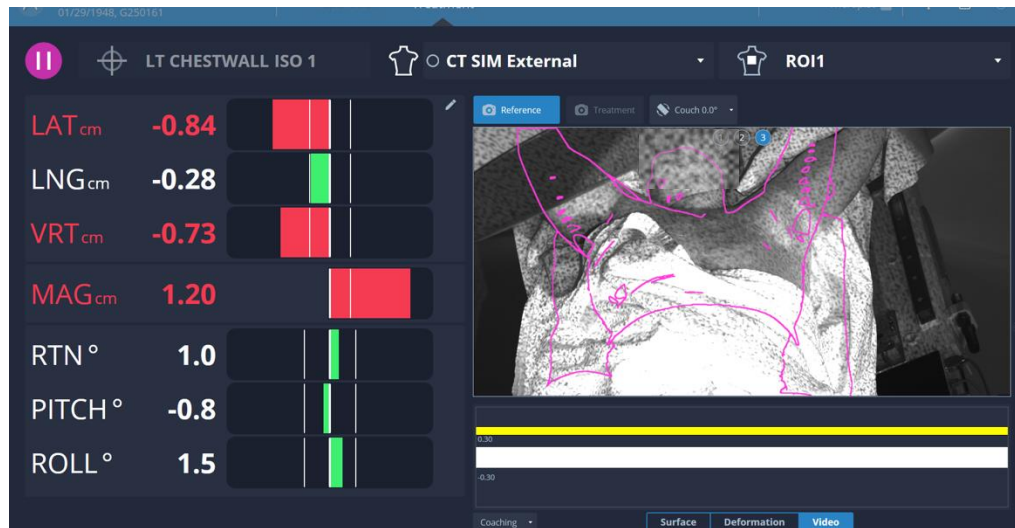 01/29/1948, G250161
Treatment
LT CHESTWALL ISO 1
CT SIM External
ROI1
LAT cm -0.84
LNG cm -0.28
VRT cm -0.73
MAG cm 1.20
RTN ° 1.0
PITCH ° -0.8
ROLL ° 1.5
Reference
Treatment
Couch 0.0°
2 3
0.30
-0.30
Coaching
Surface
Deformation
Video